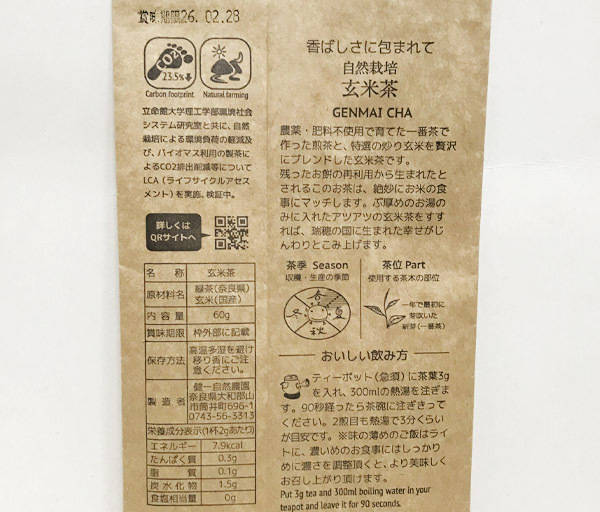 賞味期限26.02.28
CO2
23.5%⬇
Carbon footprint
Natural farming
立命館大学理工学部環境社会
システム研究室と共に、自然
栽培による環境負荷の軽減及
び、バイオマス利用の製茶に
よるCO2排出削減等について
LCA（ライフサイクルアセス
メント）を実施、検証中。
詳しくは
QRサイトへ
名 称 玄米茶
原材料名 緑茶(奈良県)
玄米(国産)
内 容 量 60g
賞味期限 枠外部に記載
保存方法 高温多湿を避け
移り香にご注
意ください。
製 造 者 健一自然農園
奈良県大和郡山
市筒井町696-1
0743-56-3313
栄養成分表示(1杯2gあたり)
エネルギー 7.9kcal
たんぱく質 0.3g
脂 質 0.1g
炭 水 化 物 1.5g
食塩相当量 0g
香ばしさに包まれて
自然栽培
玄米茶
GENMAI CHA
農薬・肥料不使用で育てた一番茶で
作った煎茶と、特選の炒り玄米を贅沢
にブレンドした玄米茶です。
残ったお餅の再利用から生まれたと
されるこのお茶は、絶妙にお米の食
事にマッチします。ぶ厚めのお湯の
みに入れたアツアツの玄米茶をすす
れば、瑞穂の国に生まれた幸せがじ
んわりとこみ上げます。
茶季 Season
収穫・生産の季節
春
夏
秋
冬
茶位 Part
使用する茶木の部位
一年で最初に
芽吹いた
新芽（一番茶）
おいしい飲み方
ティーポット（急須）に茶葉3g
を入れ、300mlの熱湯を注ぎま
す。90秒経ったら茶碗に注ぎきって
ください。2煎目も熱湯で3分くらい
が目安です。※味の薄めのご飯はライ
トに、濃いめのお食事にはしっかり
めに濃さを調整頂くと、より美味しく
お召し上がり頂けます。
Put 3g tea and 300ml boiling water in your
teapot and leave it for 90 seconds.